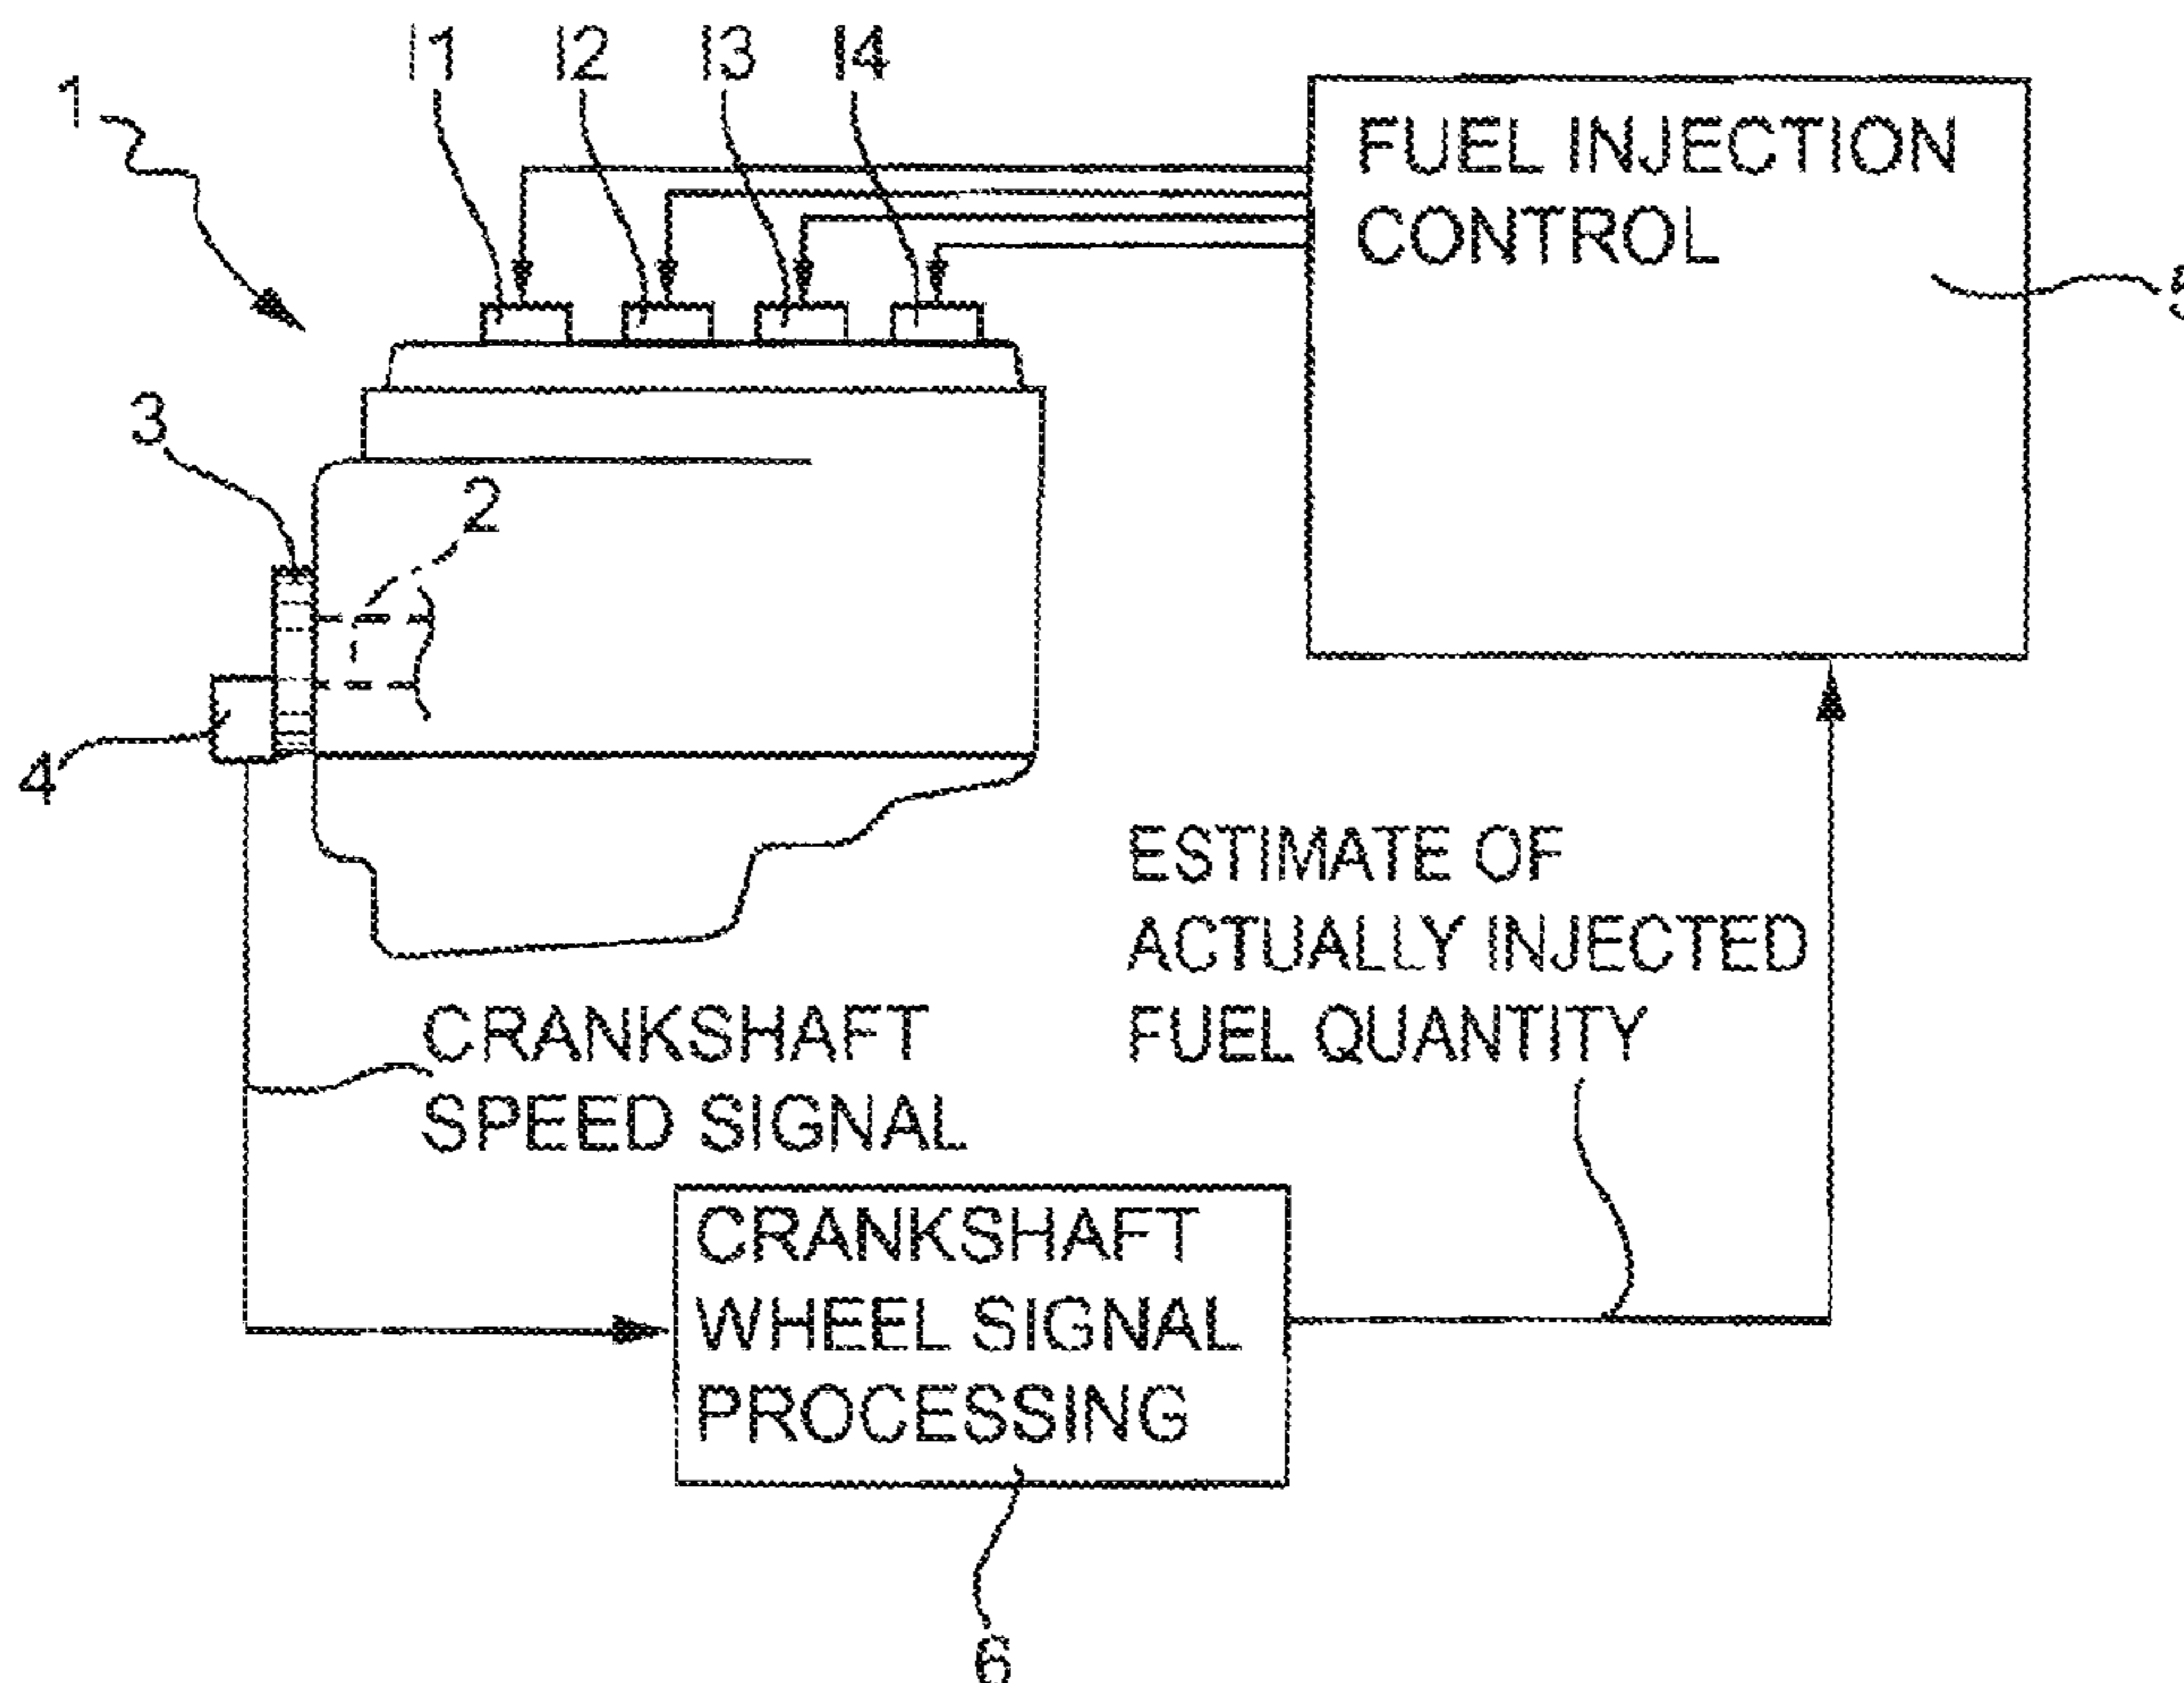 I1 I2 I3 I4
1
FUEL INJECTION
CONTROL
5
3
2
4
ESTIMATE OF
ACTUALLY INJECTED
FUEL QUANTITY
CRANKSHAFT
SPEED SIGNAL
CRANKSHAFT
WHEEL SIGNAL
PROCESSING
6